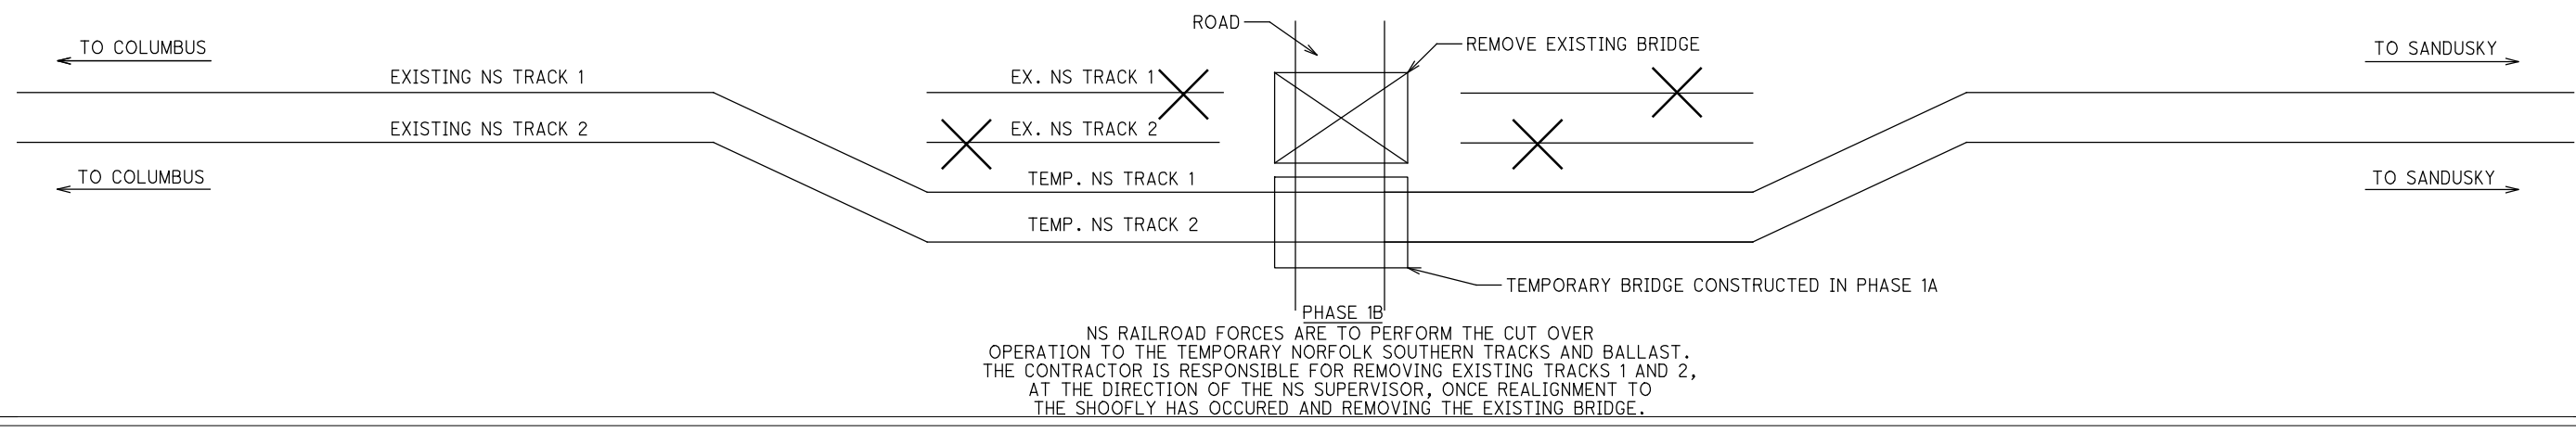 ROAD
TO COLUMBUS
REMOVE EXISTING BRIDGE
TO SANDUSKY
EXISTING NS TRACK 1
EX. NS TRACK 1
EXISTING NS TRACK 2
EX. NS TRACK 2
TO COLUMBUS
TEMP. NS TRACK 1
TO SANDUSKY
TEMP. NS TRACK 2
TEMPORARY BRIDGE CONSTRUCTED IN PHASE 1A
PHASE 1B
NS RAILROAD FORCES ARE TO PERFORM THE CUT OVER
OPERATION TO THE TEMPORARY NORFOLK SOUTHERN TRACKS AND BALLAST.
THE CONTRACTOR IS RESPONSIBLE FOR REMOVING EXISTING TRACKS 1 AND 2,
AT THE DIRECTION OF THE NS SUPERVISOR, ONCE REALIGNMENT TO
THE SHOOFLY HAS OCCURED AND REMOVING THE EXISTING BRIDGE.